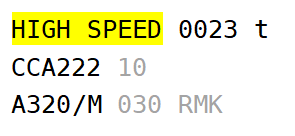 HIGH SPEED 0023 t
CCA222 10
A320/M 030 RMK